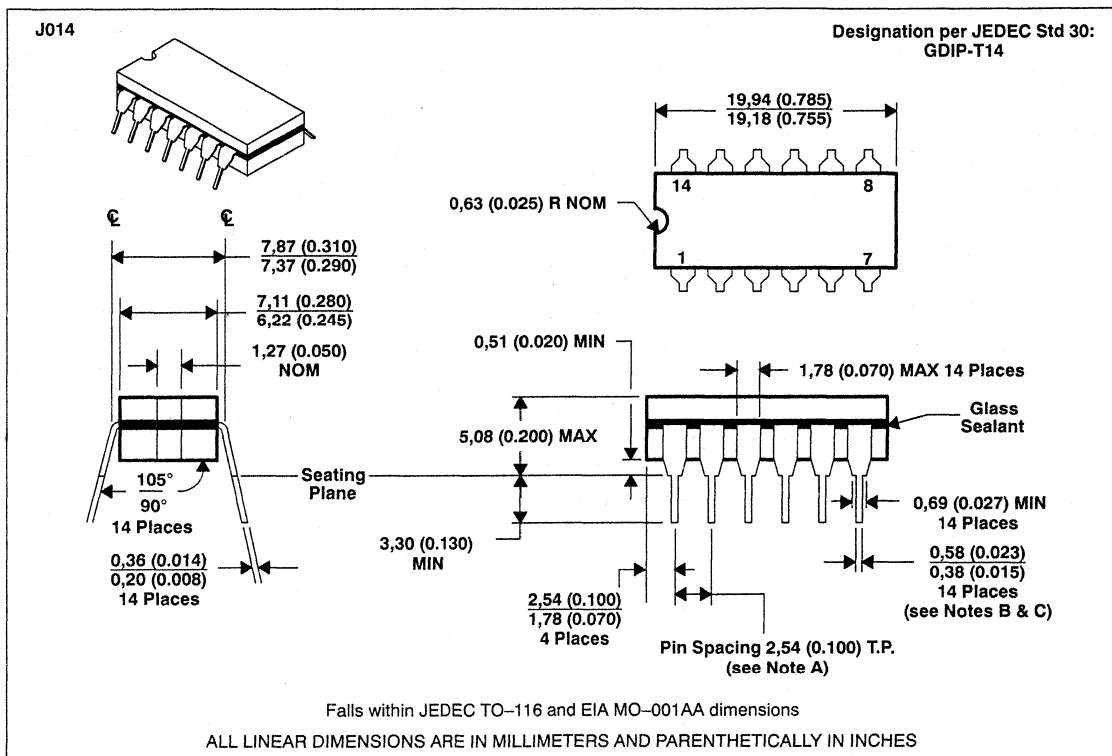 J014
Designation per JEDEC Std 30:
GDIP-T14
19,94 (0.785)
19,18 (0.755)
14
8
0,63 (0.025) R NOM
1
7
℄
℄
7,87 (0.310)
7,37 (0.290)
7,11 (0.280)
6,22 (0.245)
1,27 (0.050)
NOM
0,51 (0.020) MIN
1,78 (0.070) MAX 14 Places
Glass
Sealant
5,08 (0.200) MAX
105°
90°
14 Places
Seating
Plane
0,69 (0.027) MIN
14 Places
3,30 (0.130)
MIN
0,36 (0.014)
0,20 (0.008)
14 Places
0,58 (0.023)
0,38 (0.015)
14 Places
(see Notes B & C)
2,54 (0.100)
1,78 (0.070)
4 Places
Pin Spacing 2,54 (0.100) T.P.
(see Note A)
Falls within JEDEC TO–116 and EIA MO–001AA dimensions
ALL LINEAR DIMENSIONS ARE IN MILLIMETERS AND PARENTHETICALLY IN INCHES